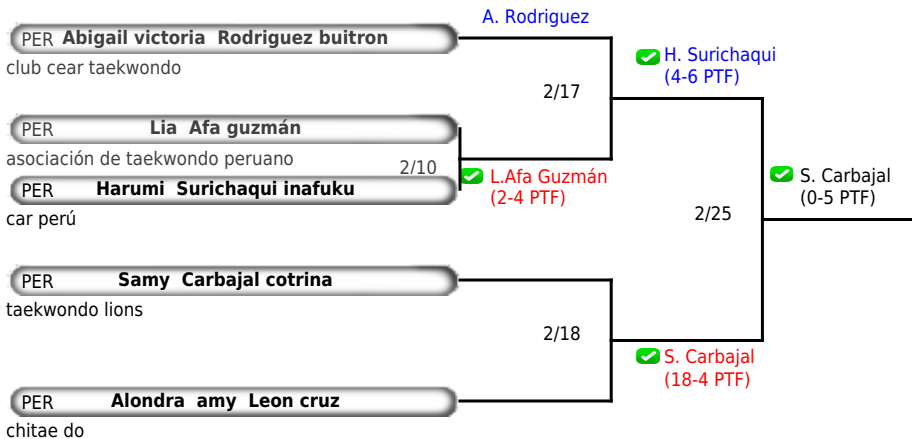 A. Rodriguez
PER Abigail victoria Rodriguez buitron
club cear taekwondo
H. Surichaqui
(4-6 PTF)
2/17
PER Lia Afa guzmán
asociación de taekwondo peruano
2/10
L.Afa Guzmán
(2-4 PTF)
PER Harumi Surichaqui inafuku
car perú
S. Carbajal
(0-5 PTF)
2/25
PER Samy Carbajal cotrina
taekwondo lions
2/18
S. Carbajal
(18-4 PTF)
PER Alondra amy Leon cruz
chitae do